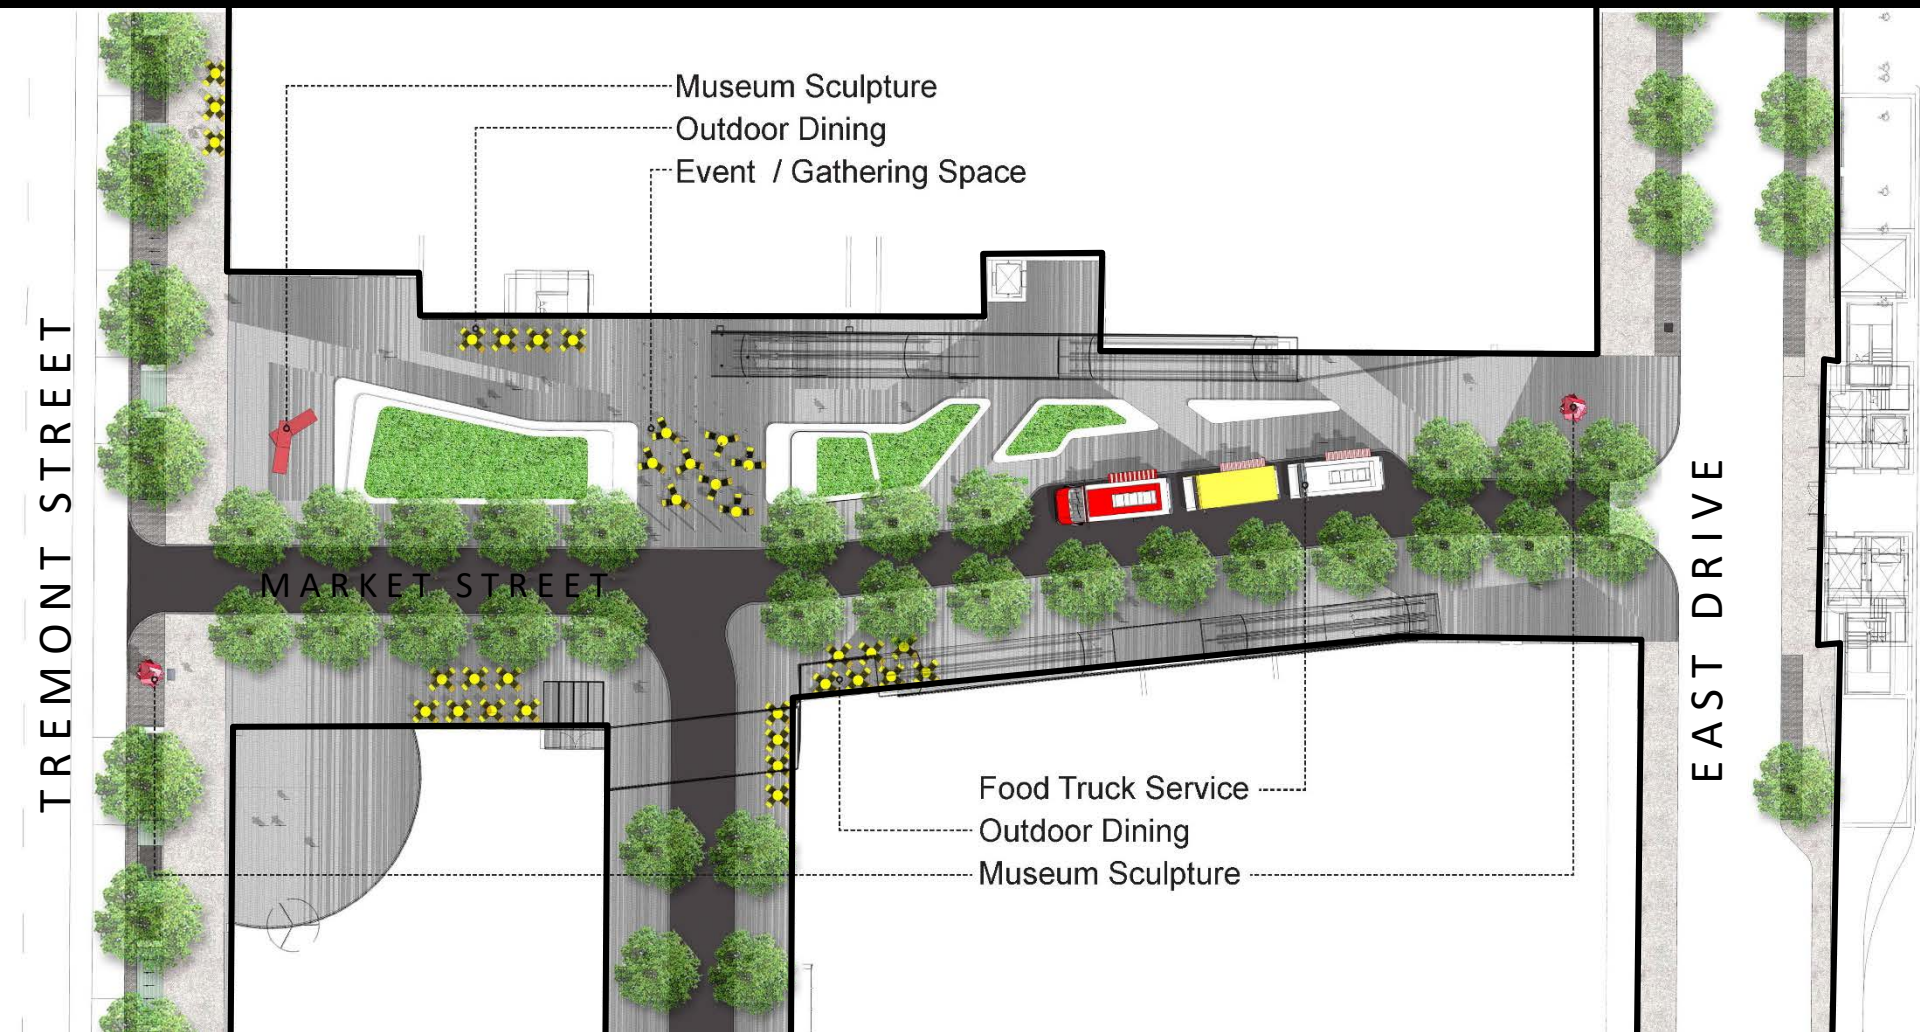 Museum Sculpture
Outdoor Dining
Event / Gathering Space
TREMONT STREET
MARKET STREET
EAST DRIVE
Food Truck Service
Outdoor Dining
Museum Sculpture